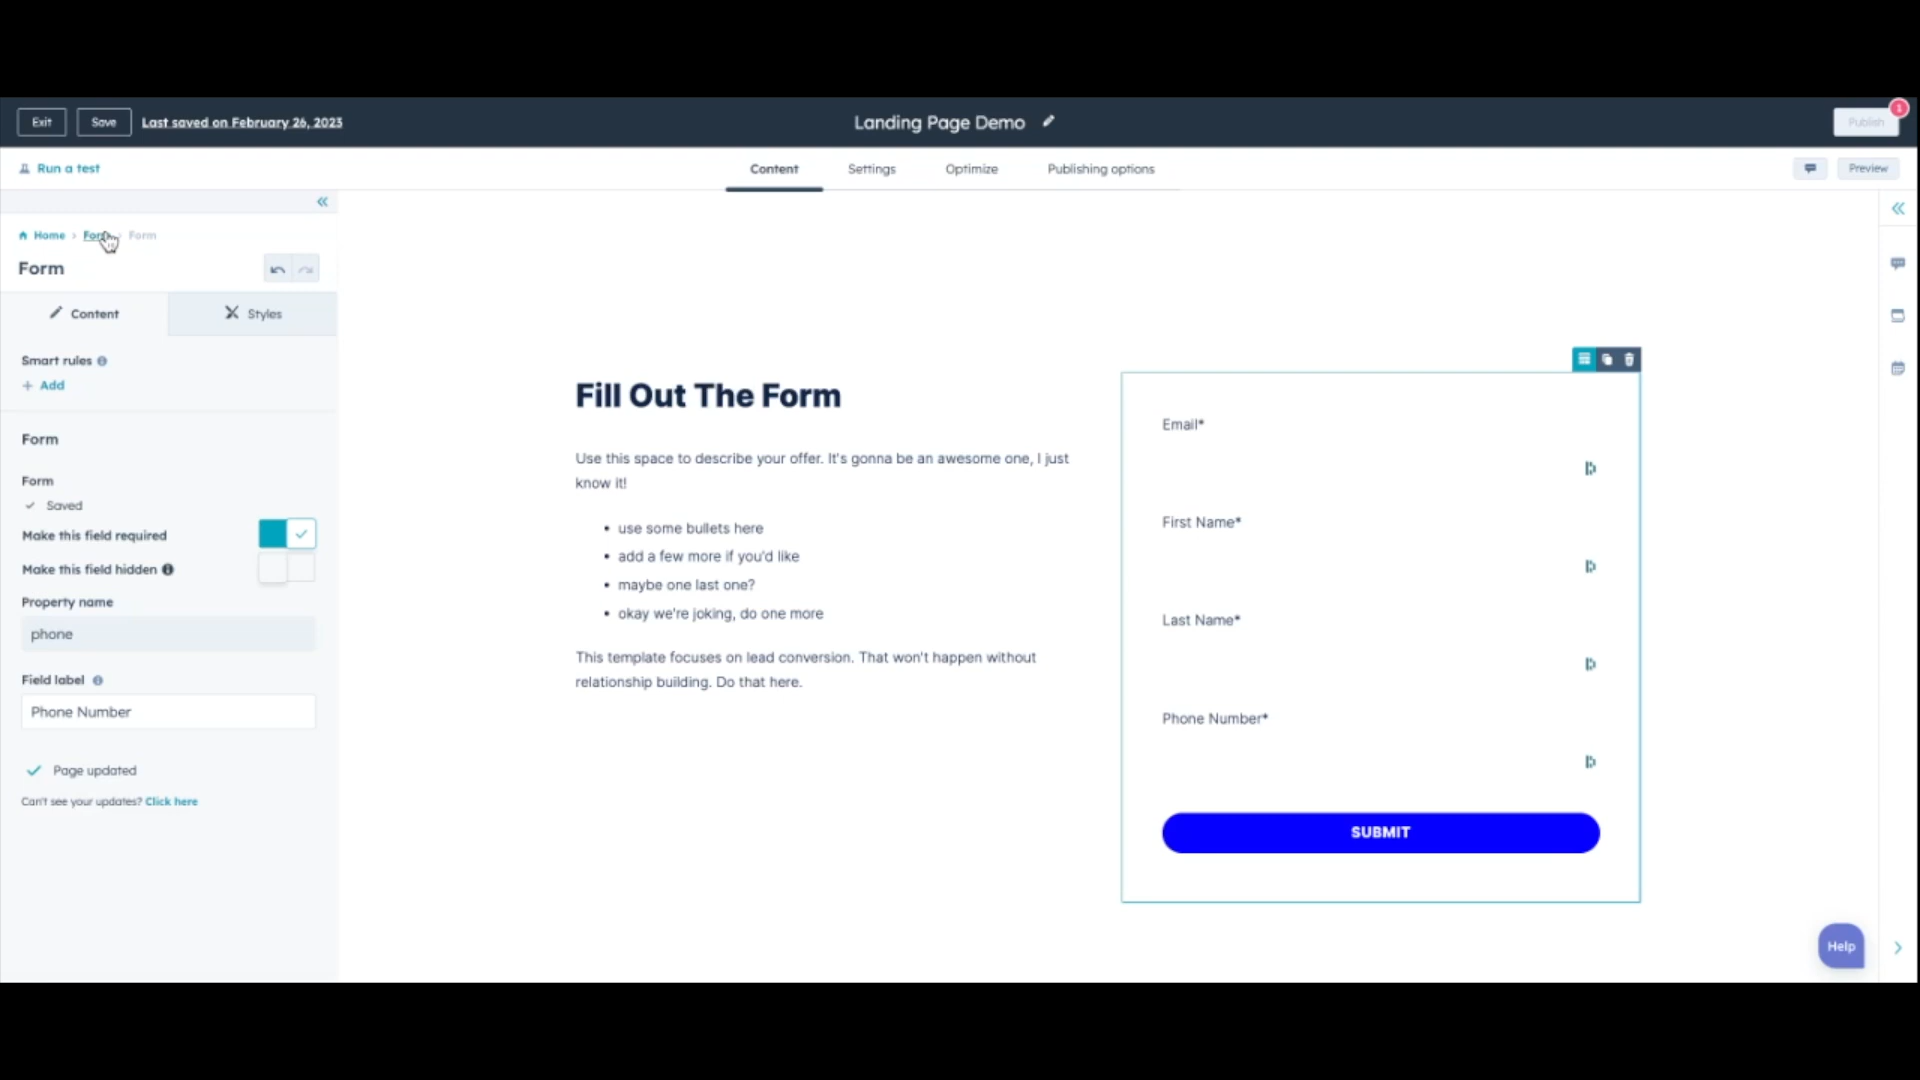 Exit
Save
Last saved on February 26, 2023
Landing Page Demo
Publish
1
Run a test
Content
Settings
Optimize
Publishing options
Preview
Home > Form > Form
Form
Content
Styles
Smart rules
+ Add
Form
Form
Saved
Make this field required
Make this field hidden
Property name
phone
Field label
Phone Number
Page updated
Can't see your updates? Click here
Fill Out The Form
Use this space to describe your offer. It's gonna be an awesome one, I just
know it!
• use some bullets here
• add a few more if you'd like
• maybe one last one?
• okay we're joking, do one more
This template focuses on lead conversion. That won't happen without
relationship building. Do that here.
Email*
First Name*
Last Name*
Phone Number*
SUBMIT
Help